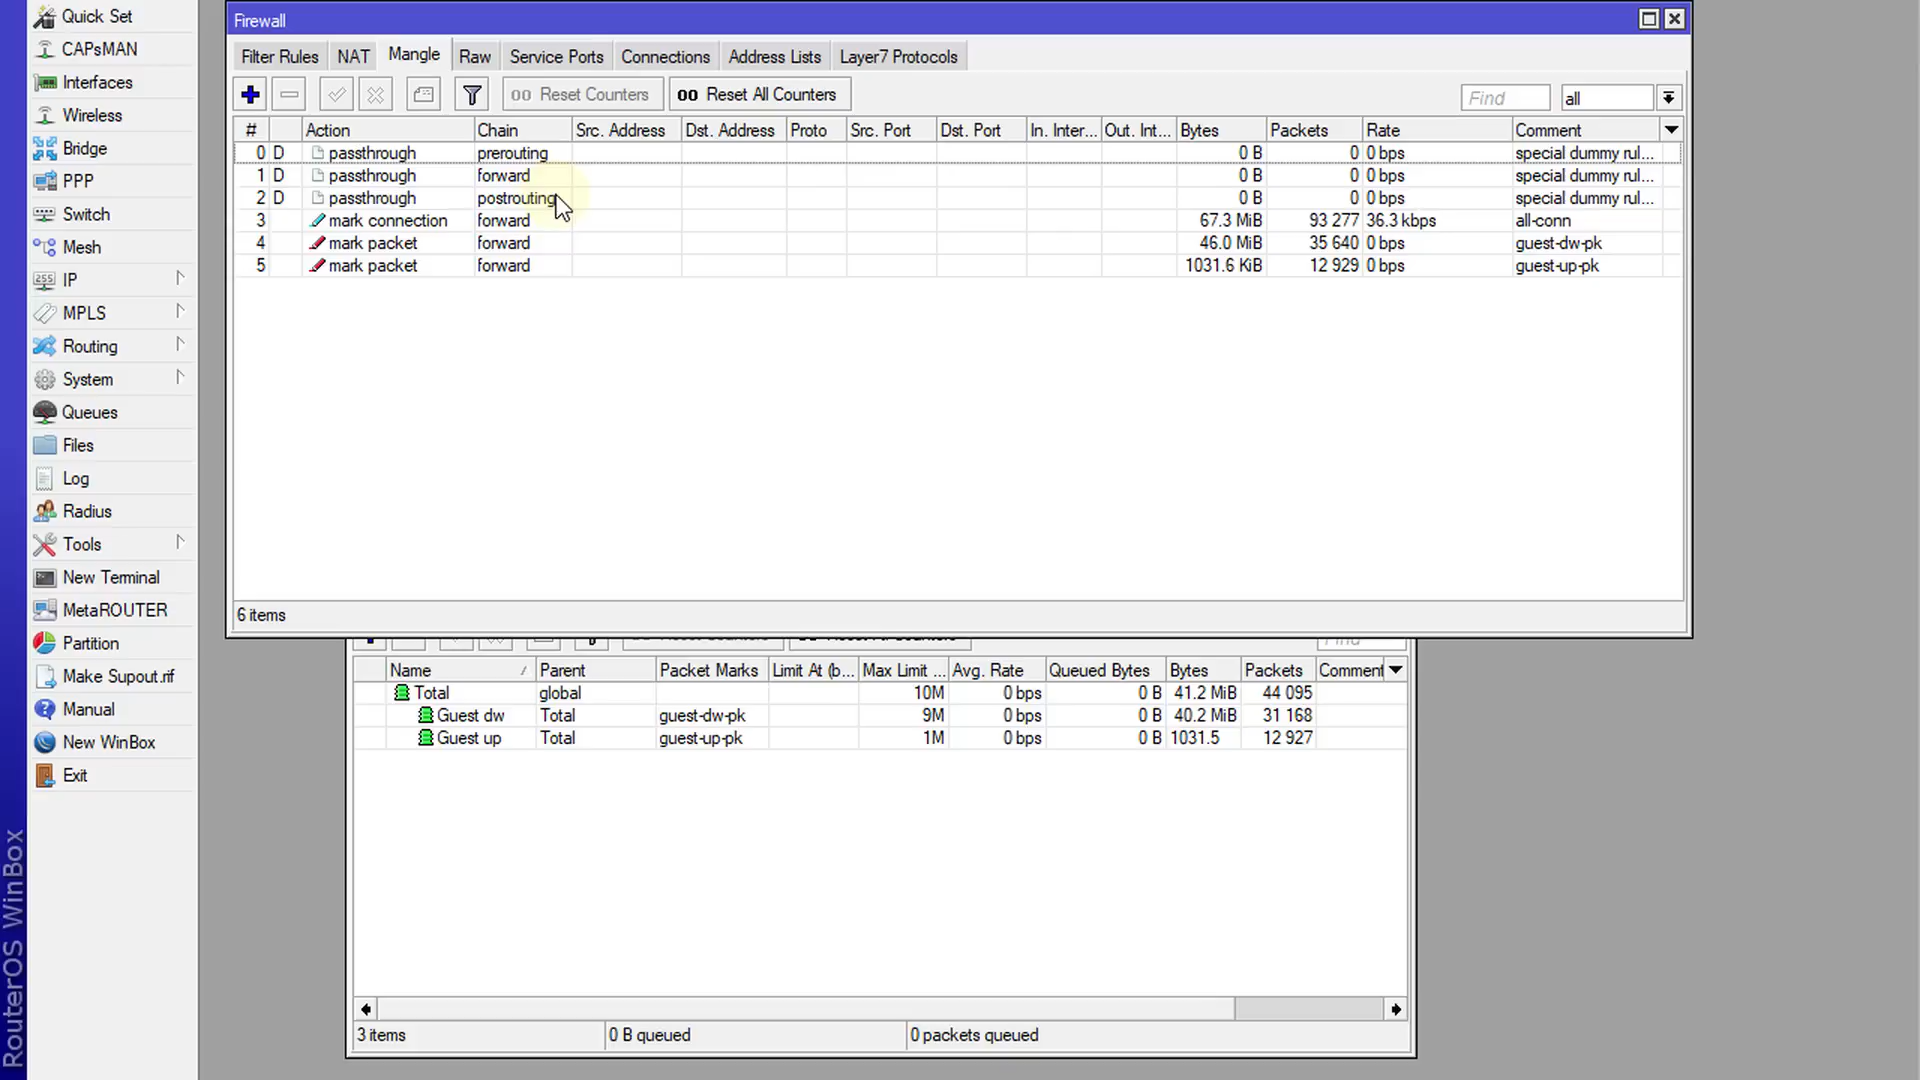 Quick Set
CAPsMAN
Interfaces
Wireless
Bridge
PPP
Switch
Mesh
IP
MPLS
Routing
System
Queues
Files
Log
Radius
Tools
New Terminal
MetaROUTER
Partition
Make Supout.rif
Manual
New WinBox
Exit
RouterOS WinBox
Firewall
Filter Rules NAT Mangle Raw Service Ports Connections Address Lists Layer7 Protocols
00 Reset Counters 00 Reset All Counters Find all
# Action Chain Src. Address Dst. Address Proto Src. Port Dst. Port In. Inter... Out. Int... Bytes Packets Rate Comment
0 D passthrough prerouting 0 B 0 0 bps special dummy rul...
1 D passthrough forward 0 B 0 0 bps special dummy rul...
2 D passthrough postrouting 0 B 0 0 bps special dummy rul...
3 mark connection forward 67.3 MiB 93 277 36.3 kbps all-conn
4 mark packet forward 46.0 MiB 35 640 0 bps guest-dw-pk
5 mark packet forward 1031.6 KiB 12 929 0 bps guest-up-pk
6 items
Name Parent Packet Marks Limit At (b... Max Limit ... Avg. Rate Queued Bytes Bytes Packets Comment
Total global 10M 0 bps 0 B 41.2 MiB 44 095
Guest dw Total guest-dw-pk 9M 0 bps 0 B 40.2 MiB 31 168
Guest up Total guest-up-pk 1M 0 bps 0 B 1031.5 12 927
3 items 0 B queued 0 packets queued